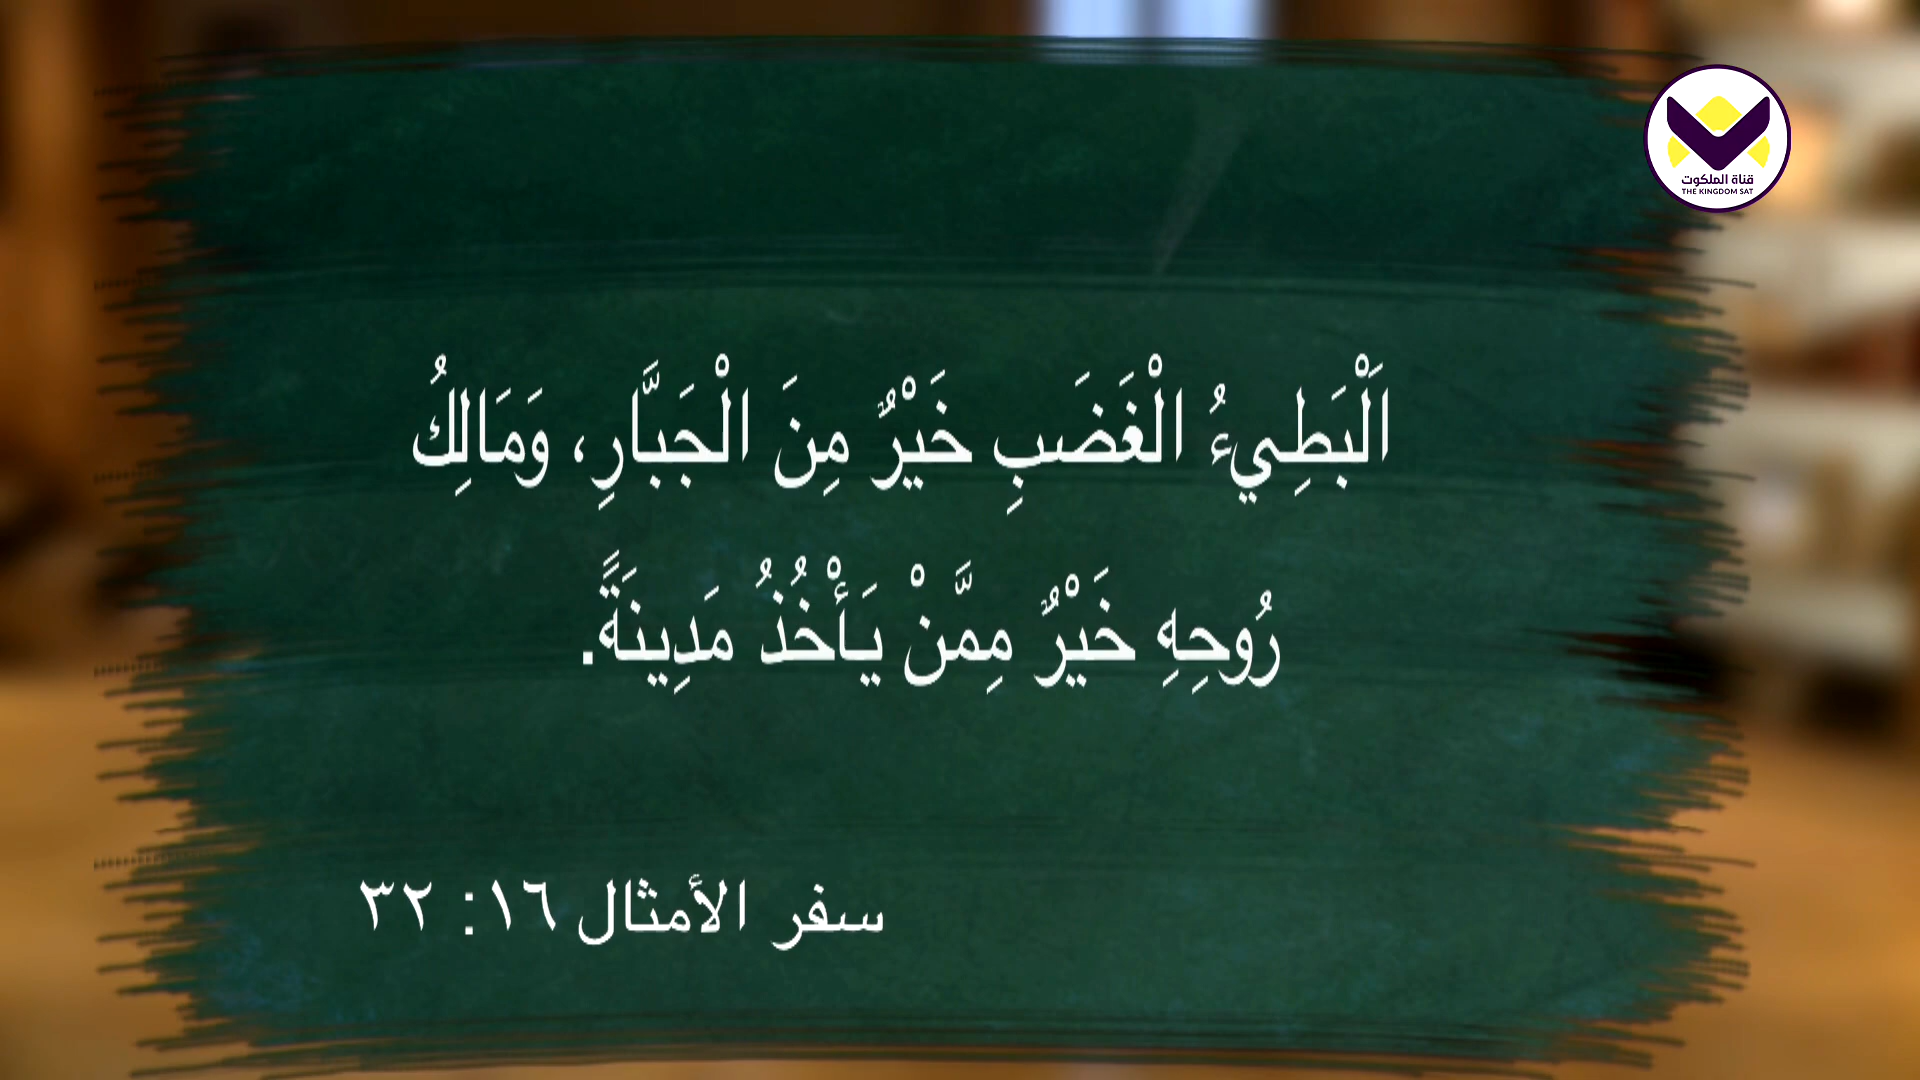 قناة الملكوت
THE KINGDOM SAT
اَلْبَطِيءُ الْغَضَبِ خَيْرٌ مِنَ الْجَبَّارِ، وَمَالِكُ
رُوحِهِ خَيْرٌ مِمَّنْ يَأْخُذُ مَدِينَةً.
سفر الأمثال ١٦: ٣٢